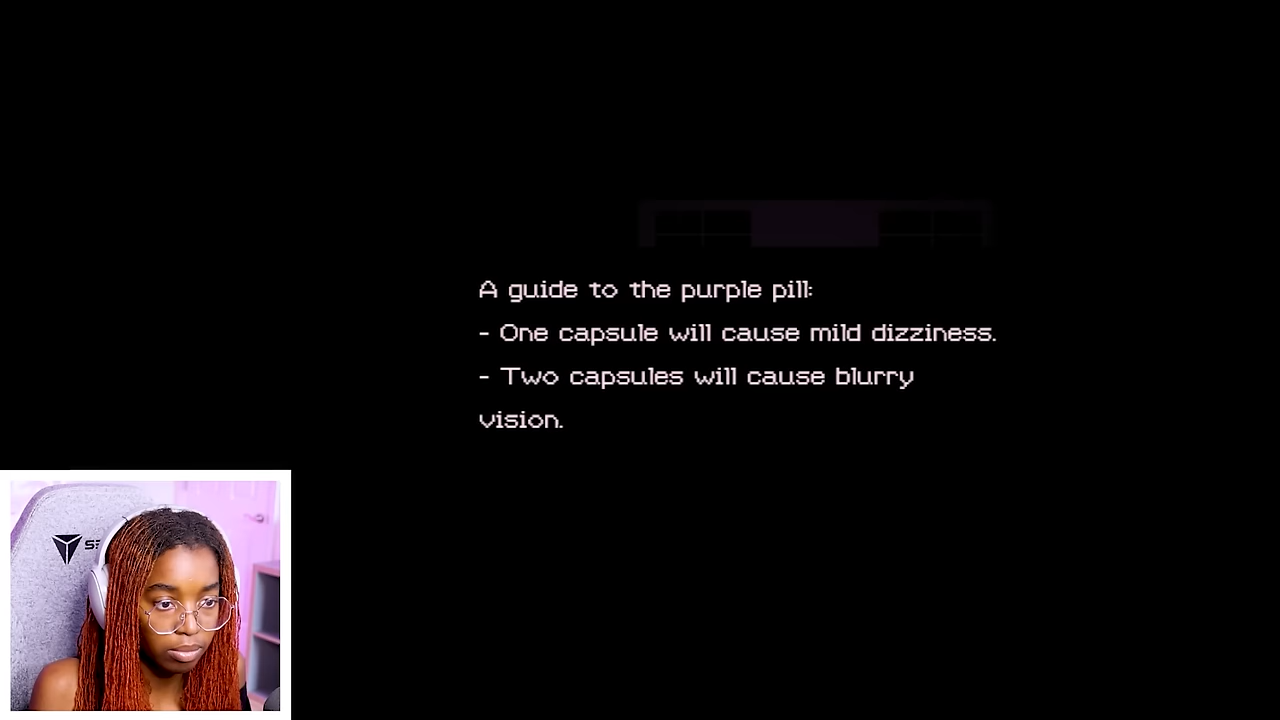 A guide to the purple pill:
- One capsule will cause mild dizziness.
- Two capsules will cause blurry
vision.